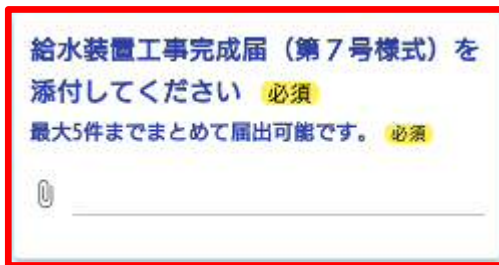 給水装置工事完成届（第７号様式）を
添付してください 必須
最大5件までまとめて届出可能です。 必須